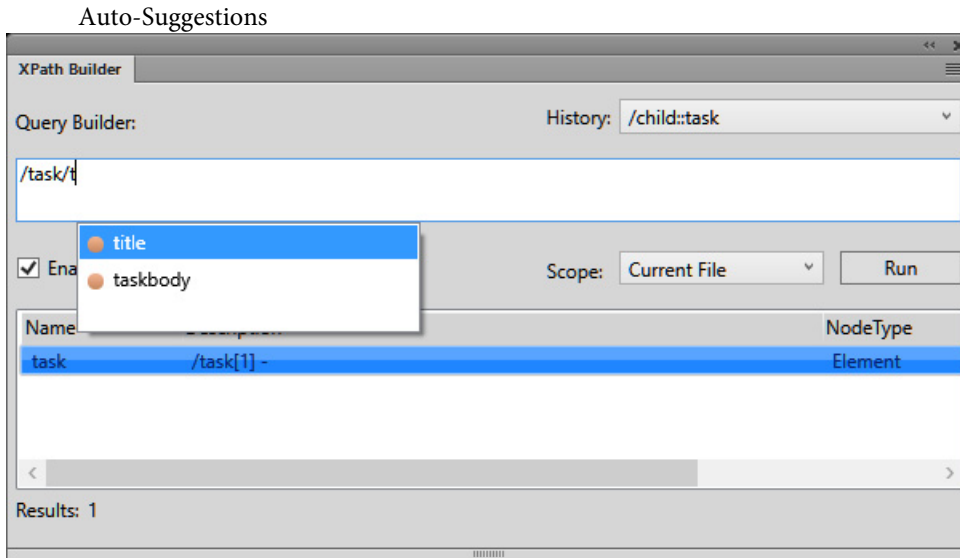 Auto-Suggestions
XPath Builder
Query Builder:
History: /child::task
/task/t
title
Ena
taskbody
Scope: Current File Run
Name NodeType
task /task[1] - Element
Results: 1